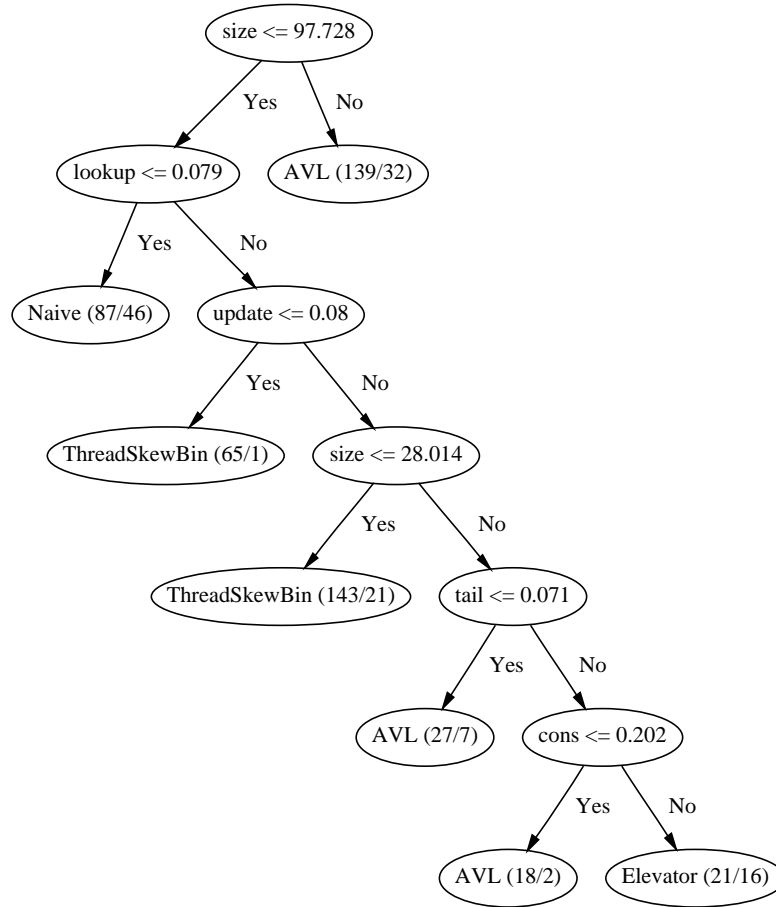 size <= 97.728
Yes
No
lookup <= 0.079
AVL (139/32)
Yes
No
Naive (87/46)
update <= 0.08
Yes
No
ThreadSkewBin (65/1)
size <= 28.014
Yes
No
ThreadSkewBin (143/21)
tail <= 0.071
Yes
No
AVL (27/7)
cons <= 0.202
Yes
No
AVL (18/2)
Elevator (21/16)